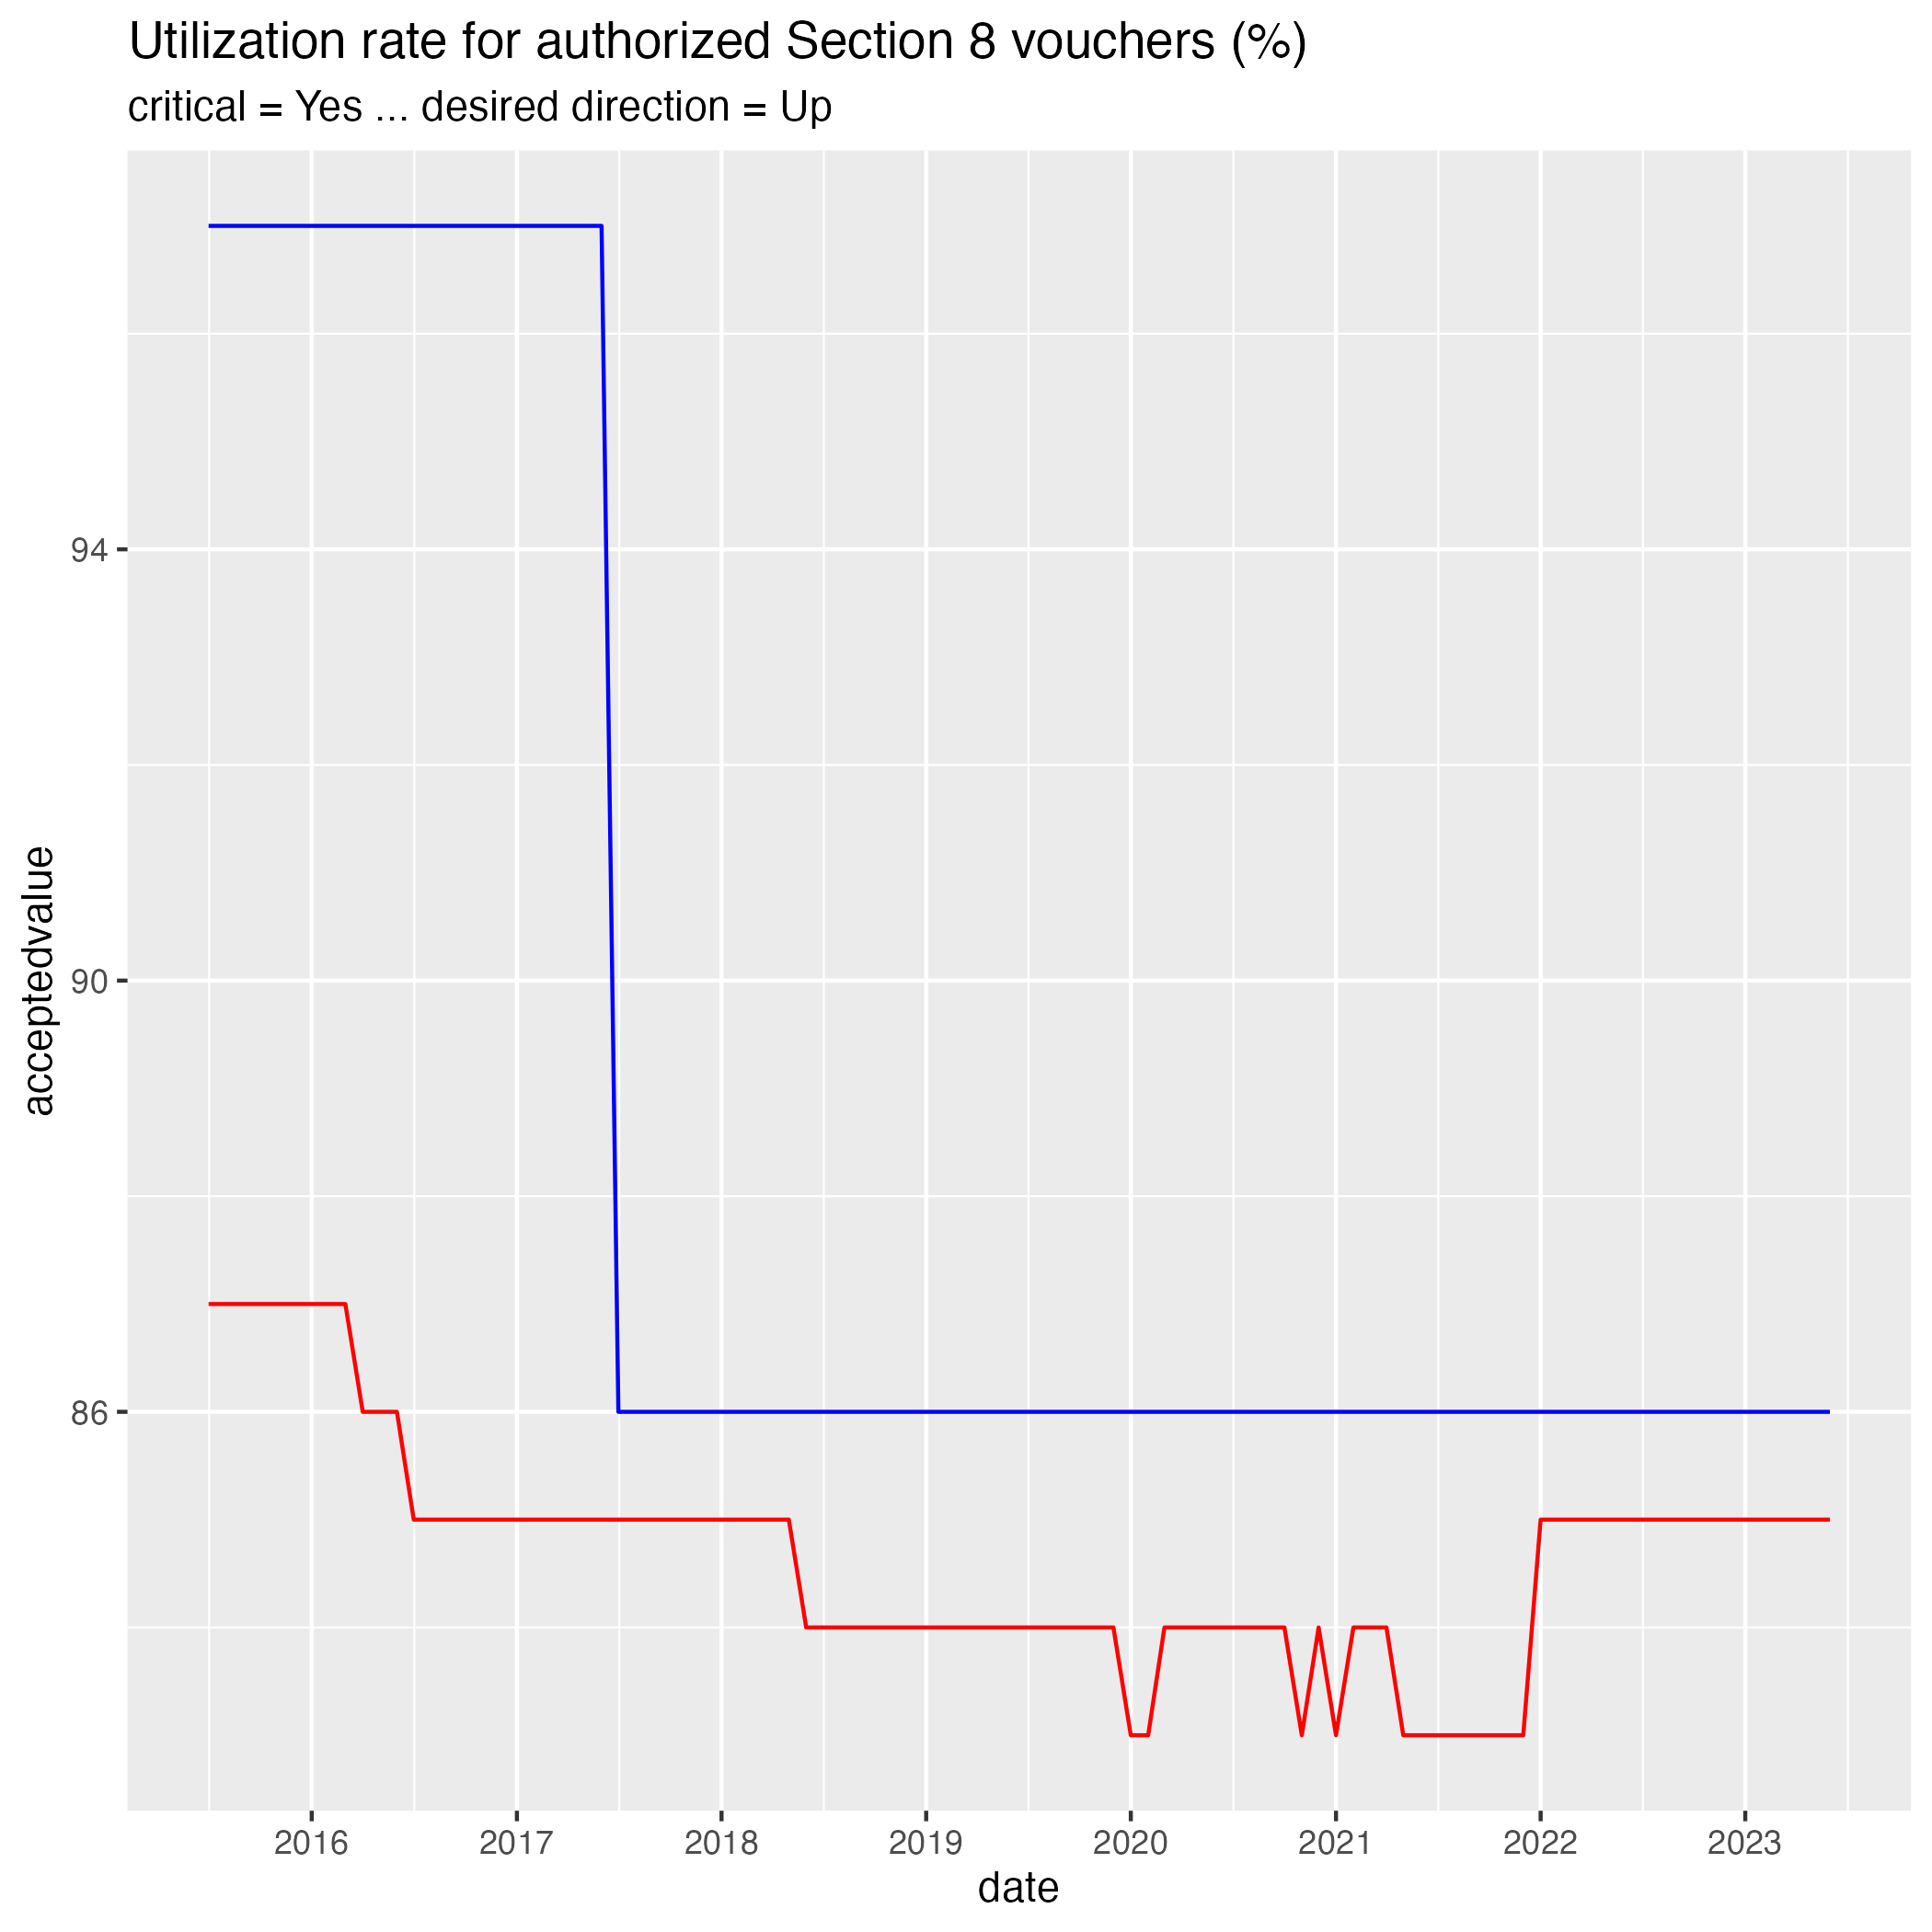 Utilization rate for authorized Section 8 vouchers (%)
critical = Yes ... desired direction = Up
acceptedvalue
94
90
86
2016 2017 2018 2019 2020 2021 2022 2023
date